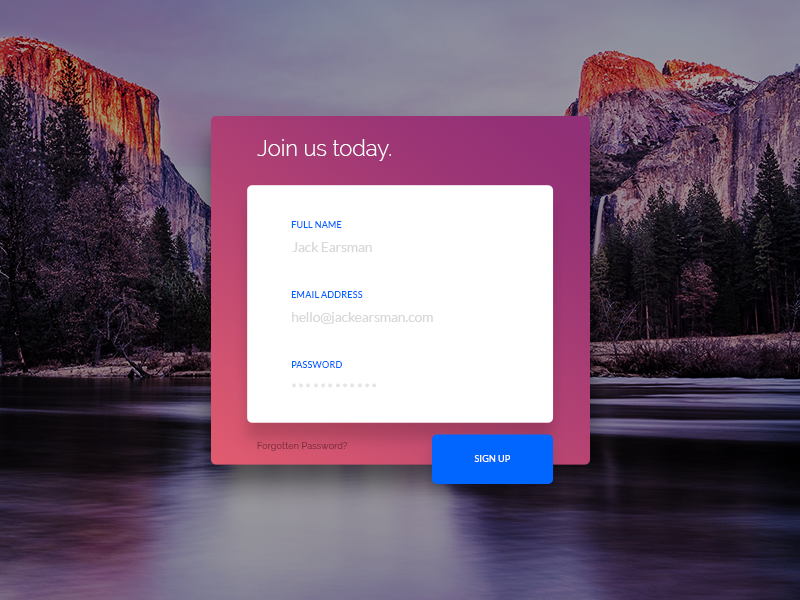 Join us today.
FULL NAME
Jack Earsman
EMAIL ADDRESS
hello@jackearsman.com
PASSWORD
••••••••••••
Forgotten Password?
SIGN UP